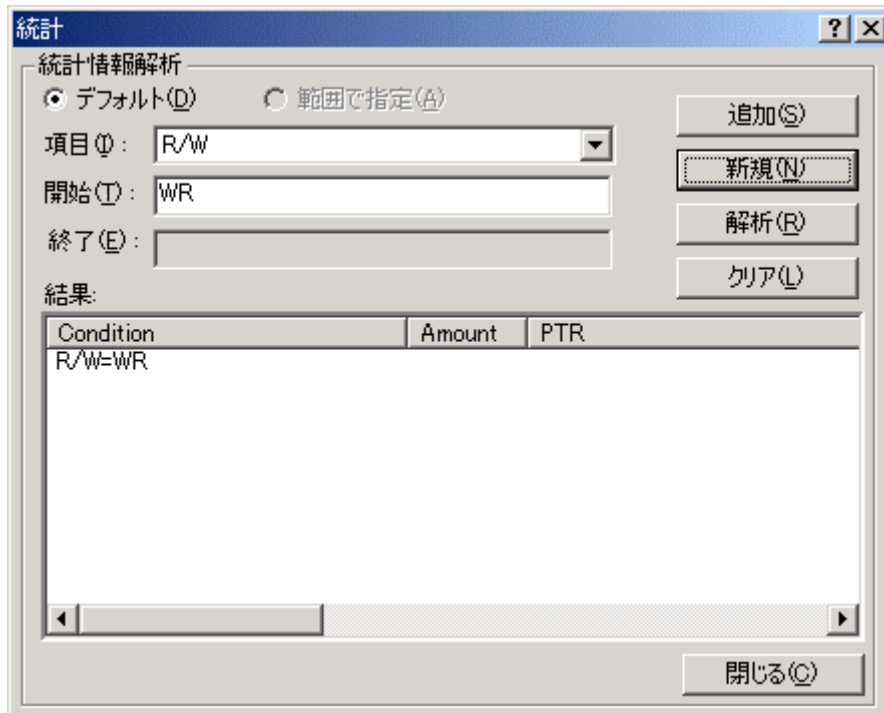 統計
統計情報解析
デフォルト(D) 範囲で指定(A)
追加(S)
項目(I): R/W
新規(N)
開始(T): WR
解析(R)
終了(E):
クリア(L)
結果:
Condition Amount PTR
R/W=WR
閉じる(C)